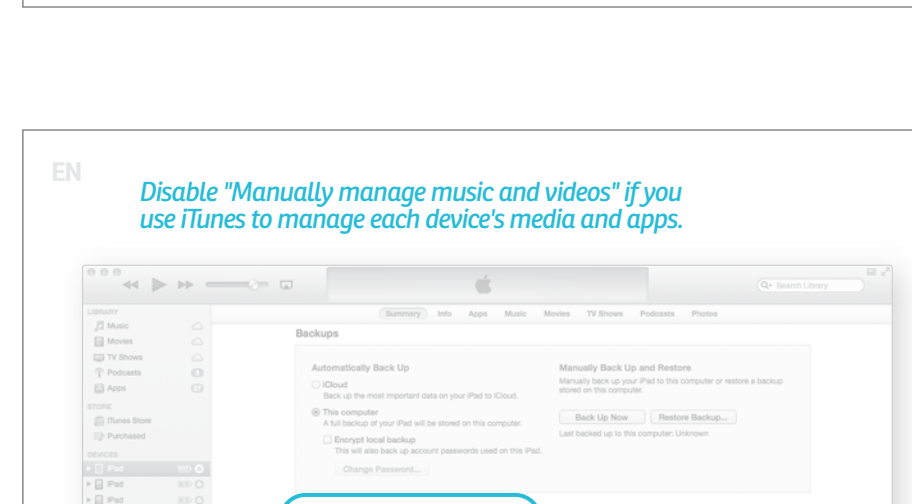 EN
Disable "Manually manage music and videos" if you
use iTunes to manage each device's media and apps.
Search Library
Summary Info Apps Music Movies TV Shows Podcasts Photos
LIBRARY
Music
Movies
TV Shows
Podcasts
Apps
STORE
iTunes Store
Purchased
DEVICES
iPad
iPad
iPad
Backups
Automatically Back Up
iCloud
Back up the most important data on your iPad to iCloud.
This computer
A full backup of your iPad will be stored on this computer.
Encrypt local backup
This will also back up account passwords used on this iPad.
Change Password...
Manually Back Up and Restore
Manually back up your iPad to this computer or restore a backup
stored on this computer.
Back Up Now Restore Backup...
Last backed up to this computer: Unknown